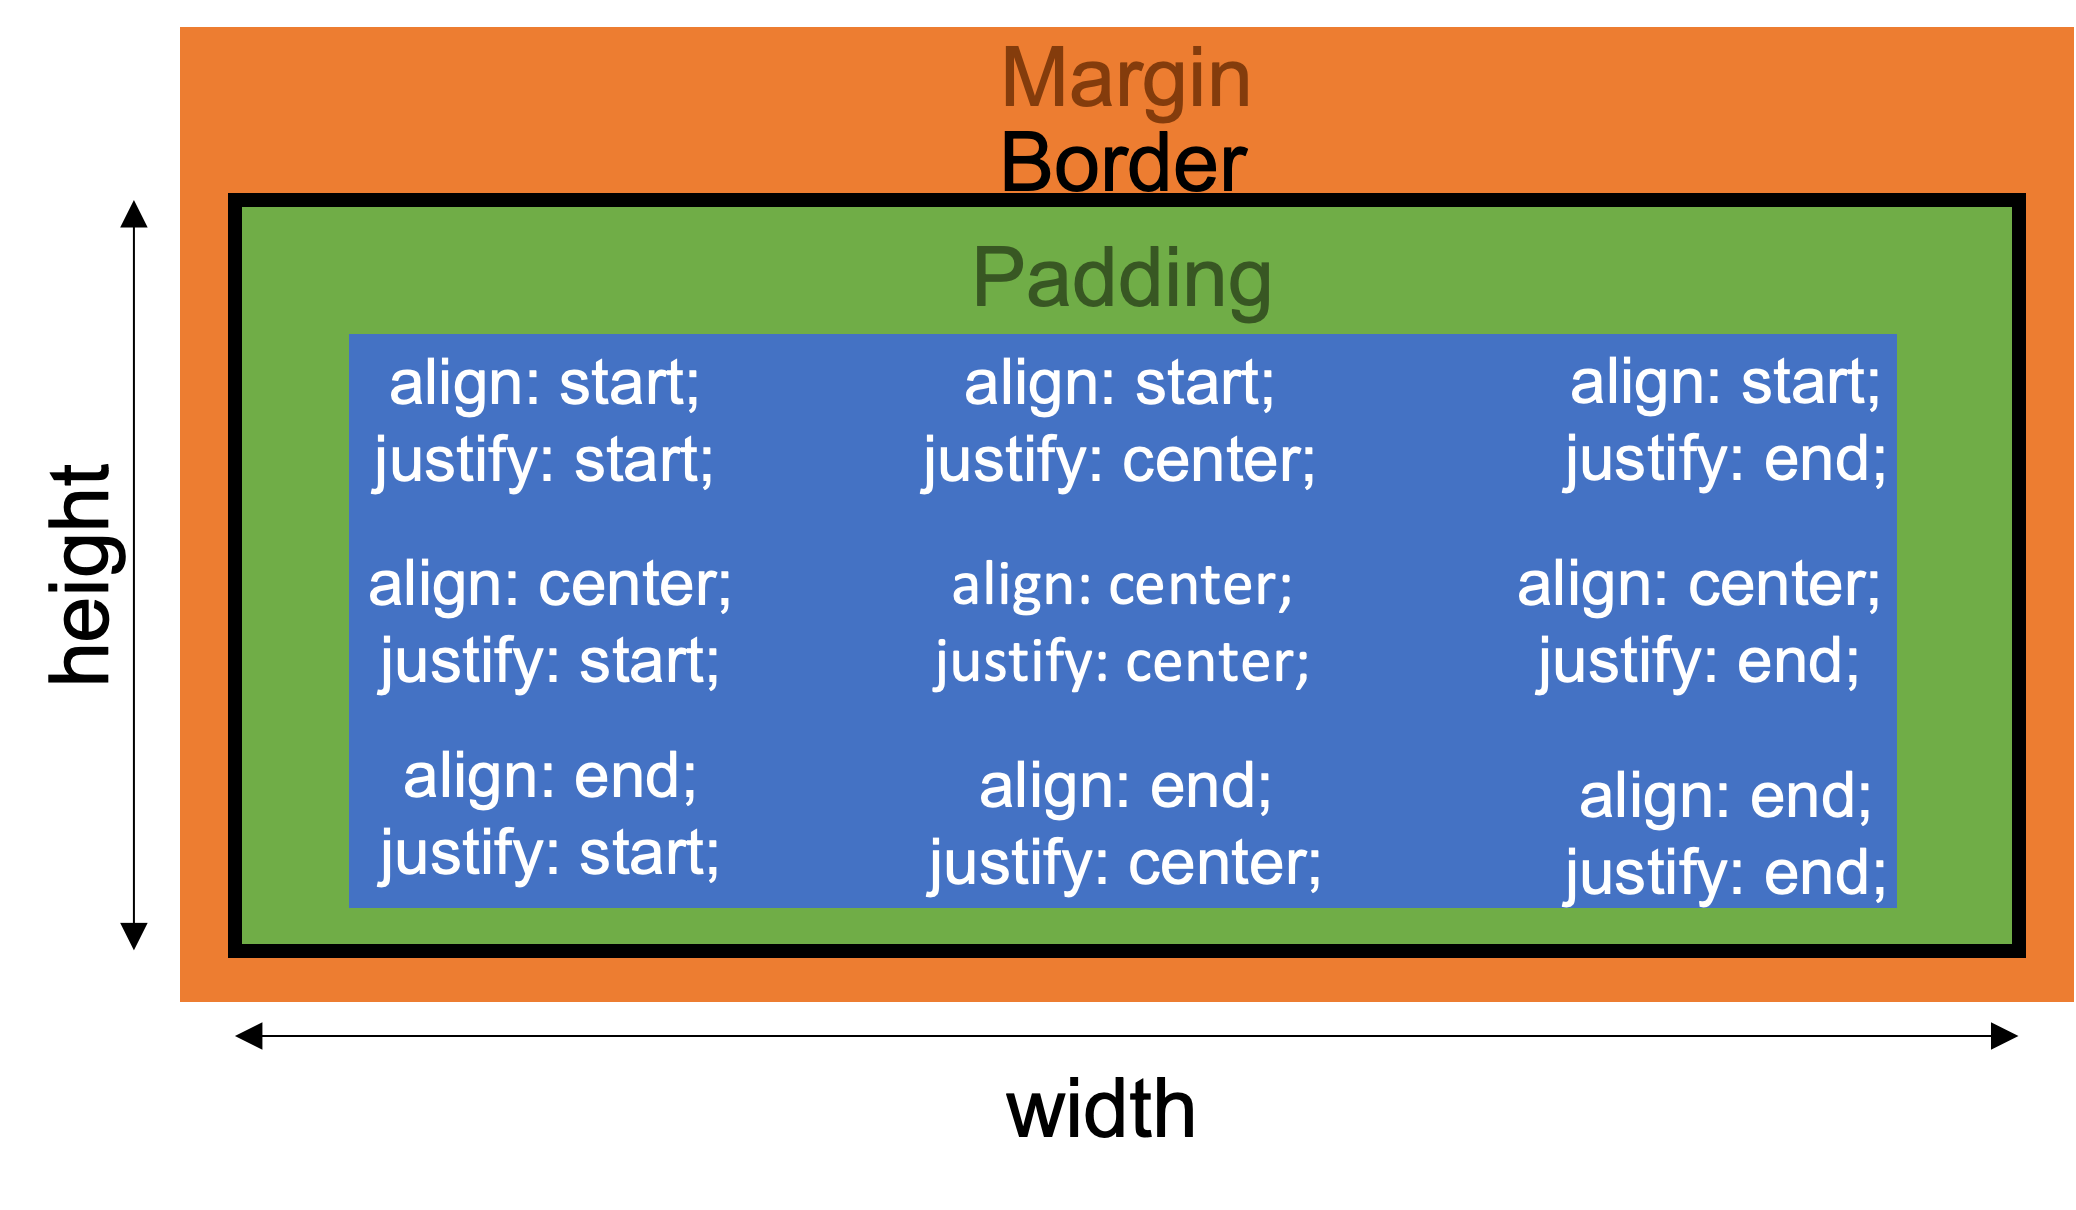 Margin
Border
Padding
align: start;
justify: start;
align: start;
justify: center;
align: start;
justify: end;
align: center;
justify: start;
align: center;
justify: center;
align: center;
justify: end;
align: end;
justify: start;
align: end;
justify: center;
align: end;
justify: end;
height
width